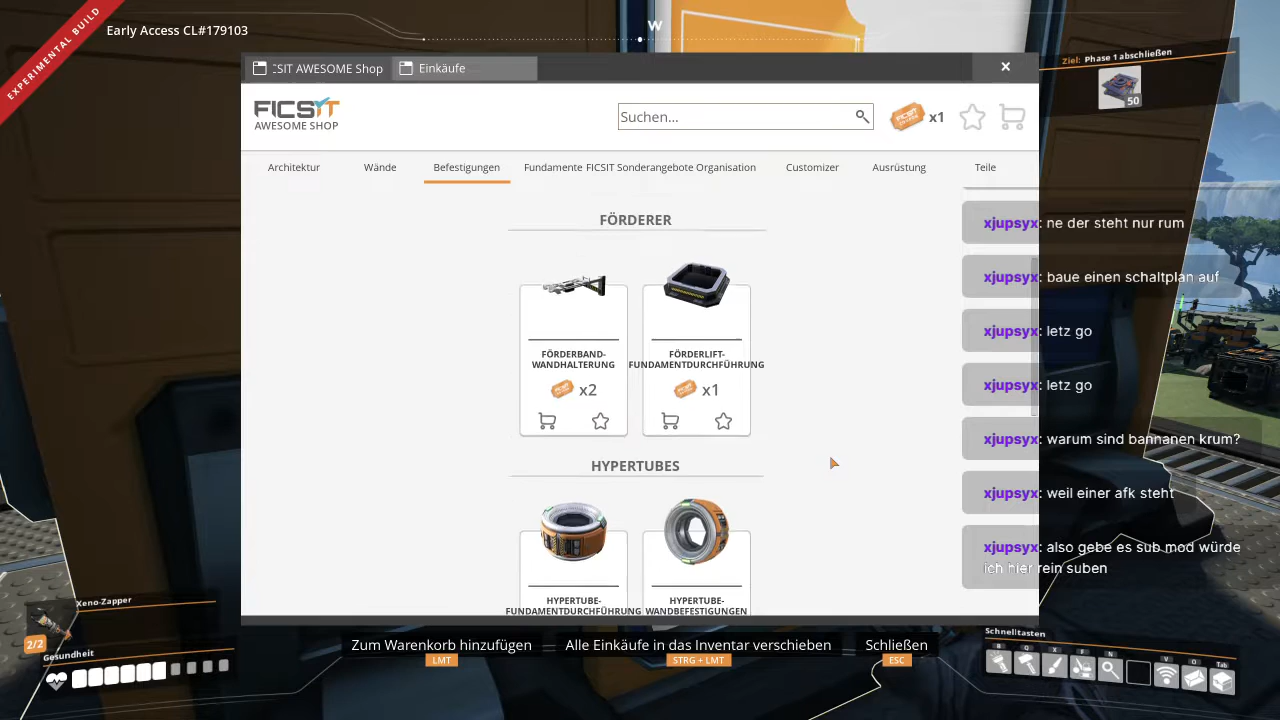 EXPERIMENTAL BUILD
Early Access CL#179103
W
Ziel: Phase 1 abschließen
50
CSIT AWESOME Shop
Einkäufe
FICSIT
AWESOME SHOP
Suchen...
x1
Architektur
Wände
Befestigungen
Fundamente
FICSIT Sonderangebote
Organisation
Customizer
Ausrüstung
Teile
FÖRDERER
FÖRDERBAND-
WANDHALTERUNG
x2
FÖRDERLIFT-
FUNDAMENTDURCHFÜHRUNG
x1
HYPERTUBES
HYPERTUBE-
FUNDAMENTDURCHFÜHRUNG
HYPERTUBE-
WANDBEFESTIGUNGEN
xjupsyx: ne der steht nur rum
xjupsyx: baue einen schaltplan auf
xjupsyx: letz go
xjupsyx: letz go
xjupsyx: warum sind bannanen krum?
xjupsyx: weil einer afk steht
xjupsyx: also gebe es sub mod würde
ich hier rein suben
Xeno-Zapper
2/2
Gesundheit
Zum Warenkorb hinzufügen
LMT
Alle Einkäufe in das Inventar verschieben
STRG + LMT
Schließen
ESC
Schnelltasten
B
Q
X
F
N
V
O
Tab